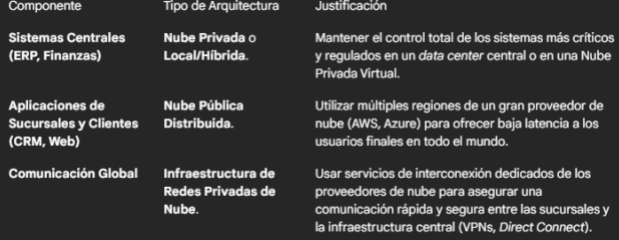 Componente Tipo de Arquitectura Justificación
Sistemas Centrales Nube Privada o Mantener el control total de los sistemas más críticos
(ERP, Finanzas) Local/Híbrida. y regulados en un data center central o en una Nube
Privada Virtual.
Aplicaciones de Nube Pública Utilizar múltiples regiones de un gran proveedor de
Sucursales y Clientes Distribuida. nube (AWS, Azure) para ofrecer baja latencia a los
(CRM, Web) usuarios finales en todo el mundo.
Comunicación Global Infraestructura de Usar servicios de interconexión dedicados de los
Redes Privadas de proveedores de nube para asegurar una
Nube. comunicación rápida y segura entre las sucursales y
la infraestructura central (VPNs, Direct Connect).